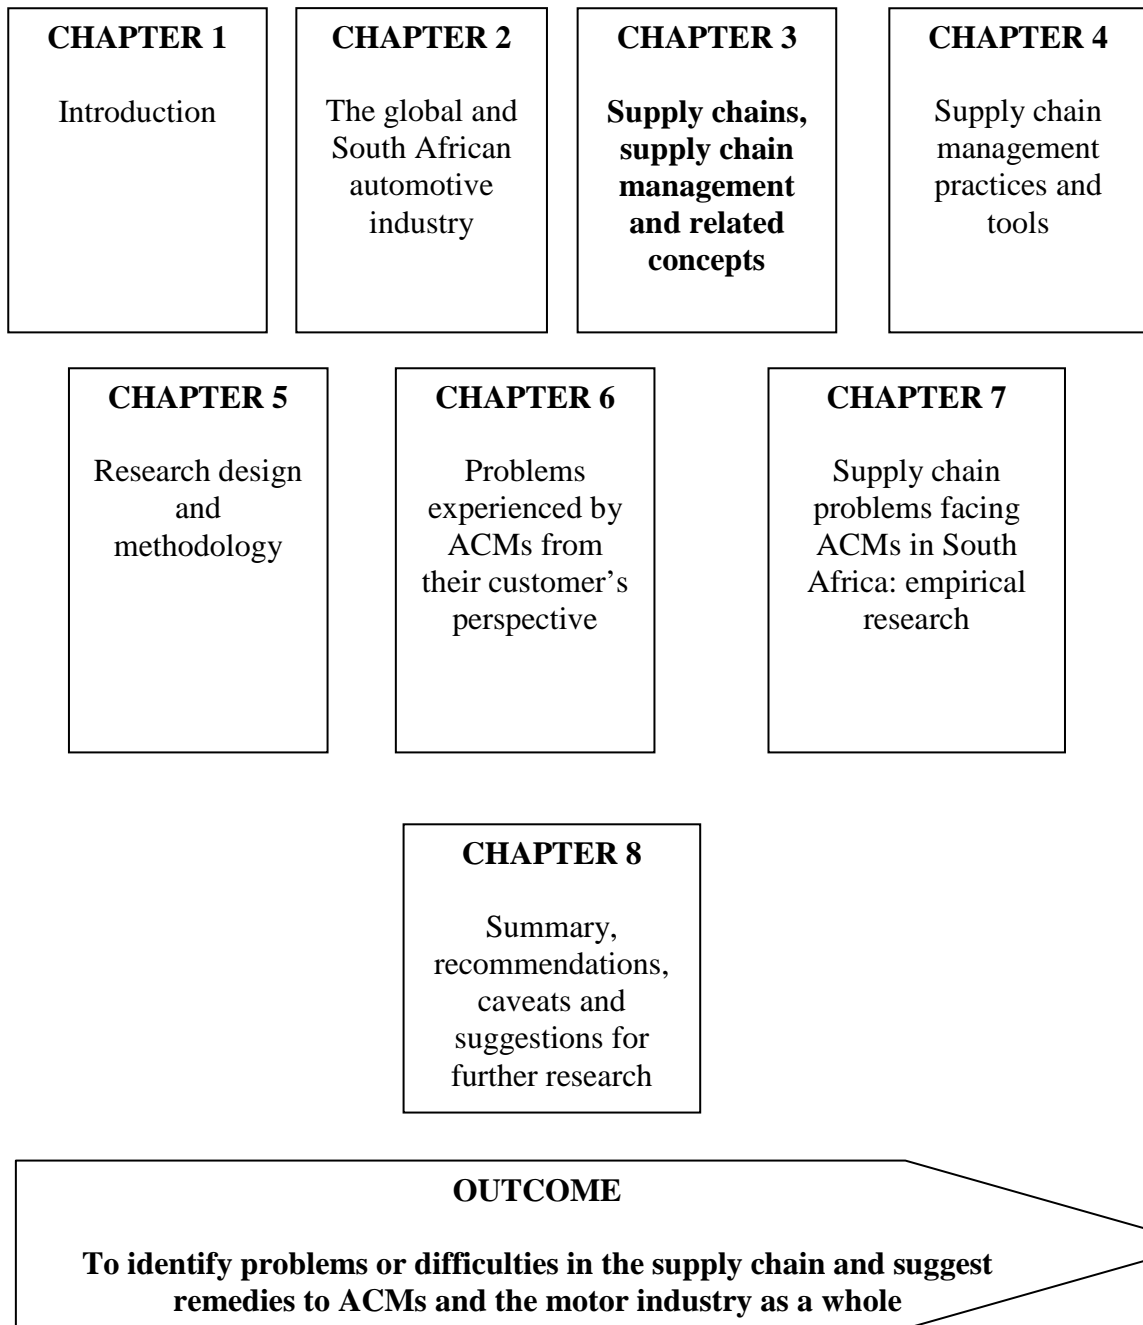 CHAPTER 1
Introduction
CHAPTER 2
The global and
South African
automotive
industry
CHAPTER 3
Supply chains,
supply chain
management
and related
concepts
CHAPTER 4
Supply chain
management
practices and
tools
CHAPTER 5
Research design
and
methodology
CHAPTER 6
Problems
experienced by
ACMs from
their customer’s
perspective
CHAPTER 7
Supply chain
problems facing
ACMs in South
Africa: empirical
research
CHAPTER 8
Summary,
recommendations,
caveats and
suggestions for
further research
OUTCOME
To identify problems or difficulties in the supply chain and suggest
remedies to ACMs and the motor industry as a whole